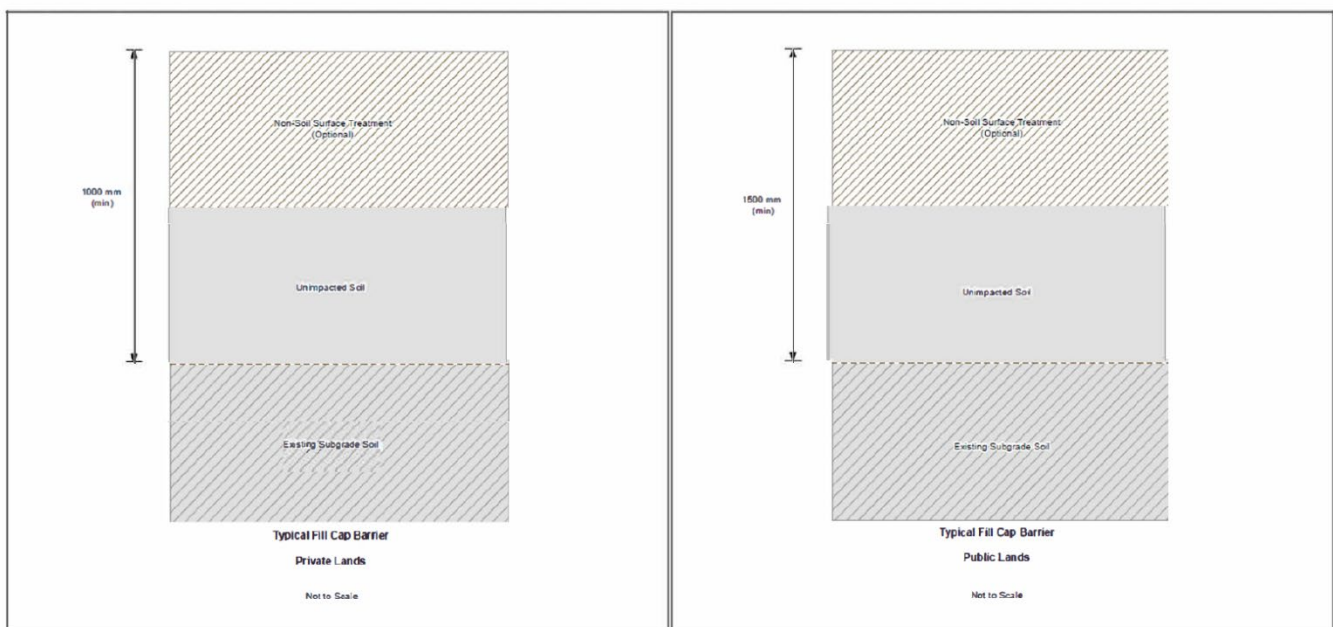 Non-Soil Surface Treatment
(Optional)
1000 mm
(min)
Unimpacted Soil
Existing Subgrade Soil
Typical Fill Cap Barrier
Private Lands
Not to Scale
Non-Soil Surface Treatment
(Optional)
1500 mm
(min)
Unimpacted Soil
Existing Subgrade Soil
Typical Fill Cap Barrier
Public Lands
Not to Scale